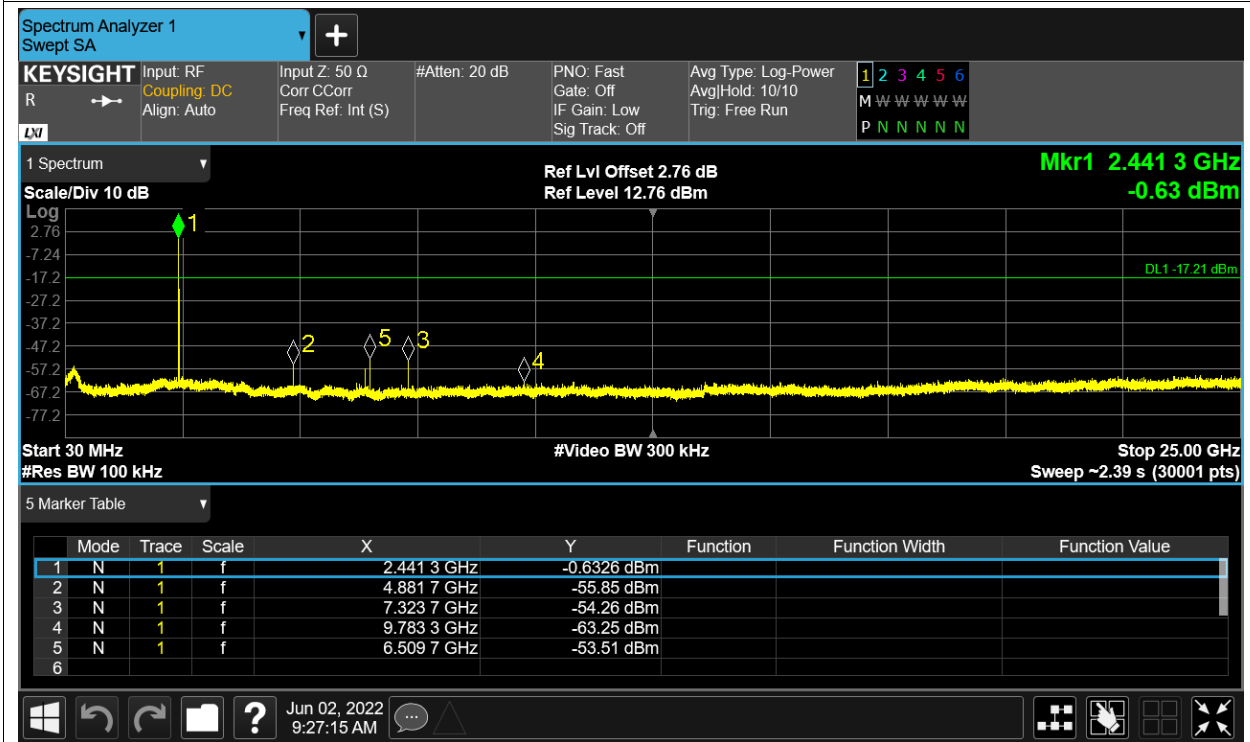 Spectrum Analyzer 1
Swept SA
+
KEYSIGHT
R
LXI
Input: RF
Coupling: DC
Align: Auto
Input Z: 50 Ω
Corr CCorr
Freq Ref: Int (S)
#Atten: 20 dB
PNO: Fast
Gate: Off
IF Gain: Low
Sig Track: Off
Avg Type: Log-Power
Avg|Hold: 10/10
Trig: Free Run
1 2 3 4 5 6
M W W W W W
P N N N N N
1 Spectrum
Scale/Div 10 dB
Ref Lvl Offset 2.76 dB
Ref Level 12.76 dBm
Mkr1 2.441 3 GHz
-0.63 dBm
Log
2.76
-7.24
-17.2
-27.2
-37.2
-47.2
-57.2
-67.2
-77.2
1
2
5
3
4
DL1 -17.21 dBm
Start 30 MHz
#Video BW 300 kHz
Stop 25.00 GHz
#Res BW 100 kHz
Sweep ~2.39 s (30001 pts)
5 Marker Table
Mode Trace Scale X Y Function Function Width Function Value
1 N 1 f 2.441 3 GHz -0.6326 dBm
2 N 1 f 4.881 7 GHz -55.85 dBm
3 N 1 f 7.323 7 GHz -54.26 dBm
4 N 1 f 9.783 3 GHz -63.25 dBm
5 N 1 f 6.509 7 GHz -53.51 dBm
6
?
Jun 02, 2022
9:27:15 AM